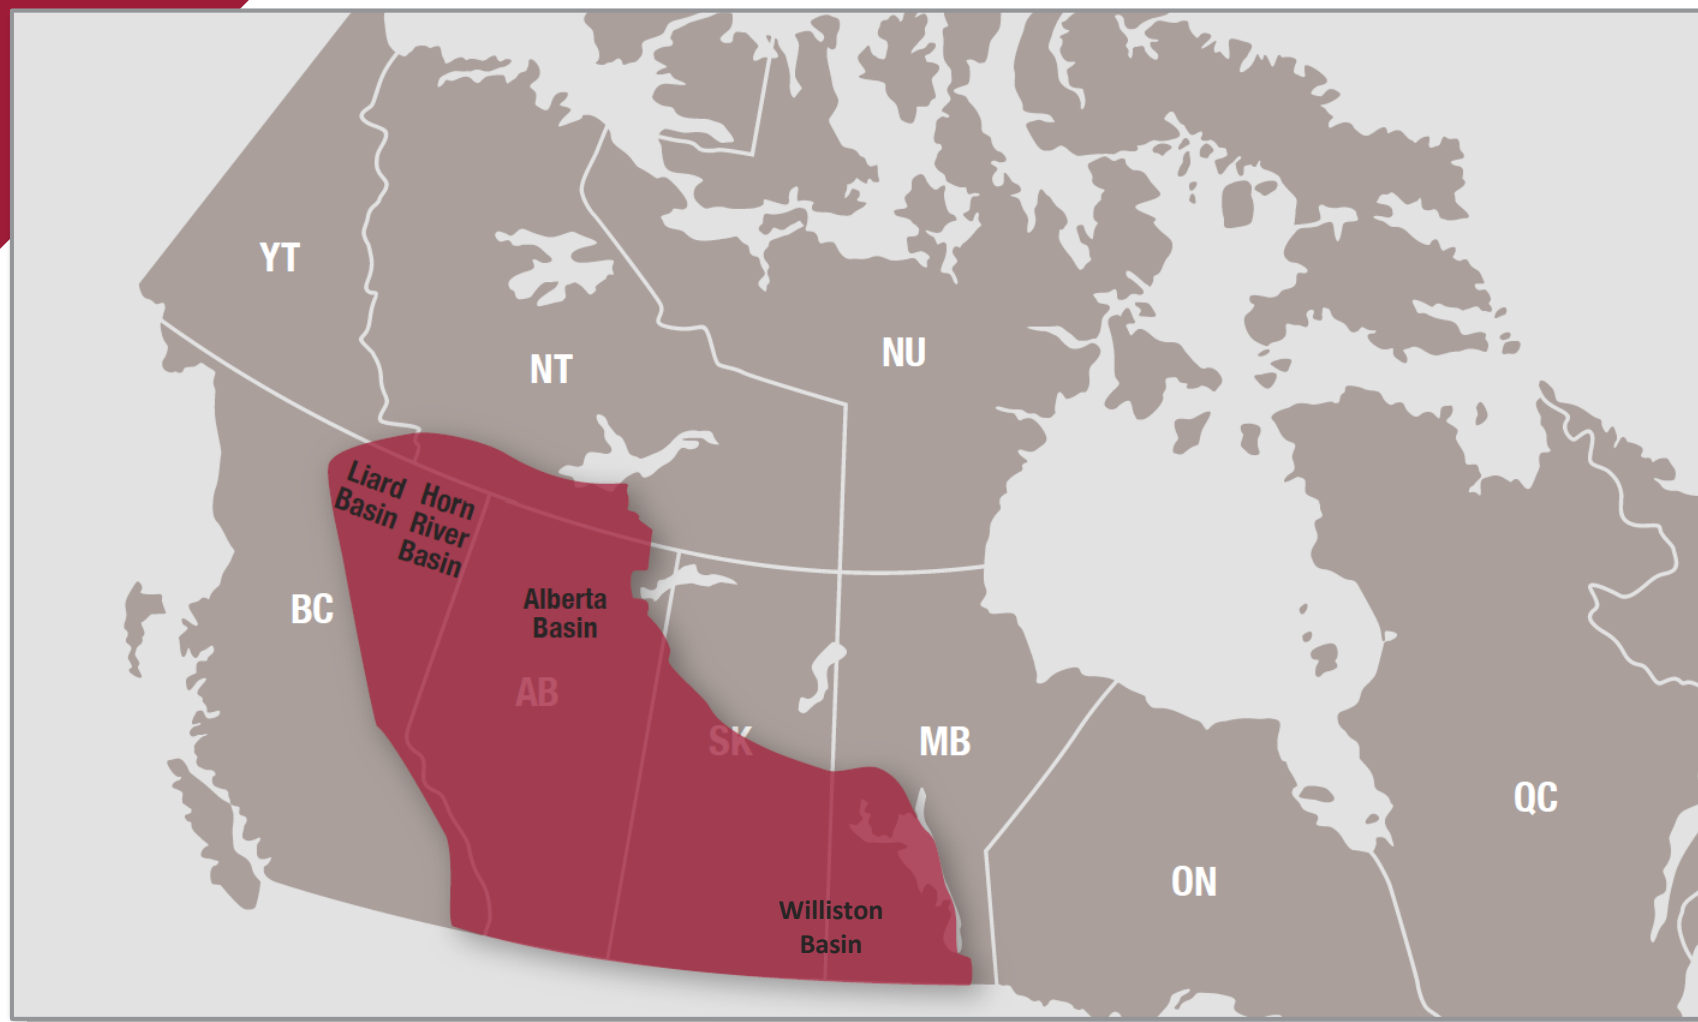 YT
NT
NU
Liard
Basin
Horn
River
Basin
BC
Alberta
Basin
AB
SK
MB
QC
ON
Williston
Basin